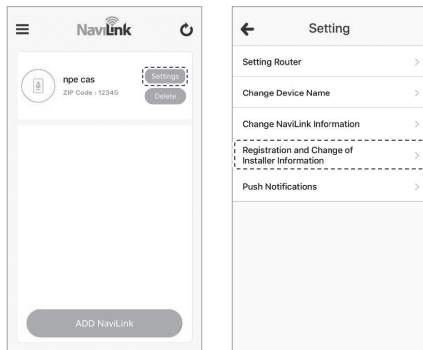 NaviLink
npe cas
ZIP Code : 12345
Settings
Delete
ADD NaviLink
Setting
Setting Router
Change Device Name
Change NaviLink Information
Registration and Change of
Installer Information
Push Notifications